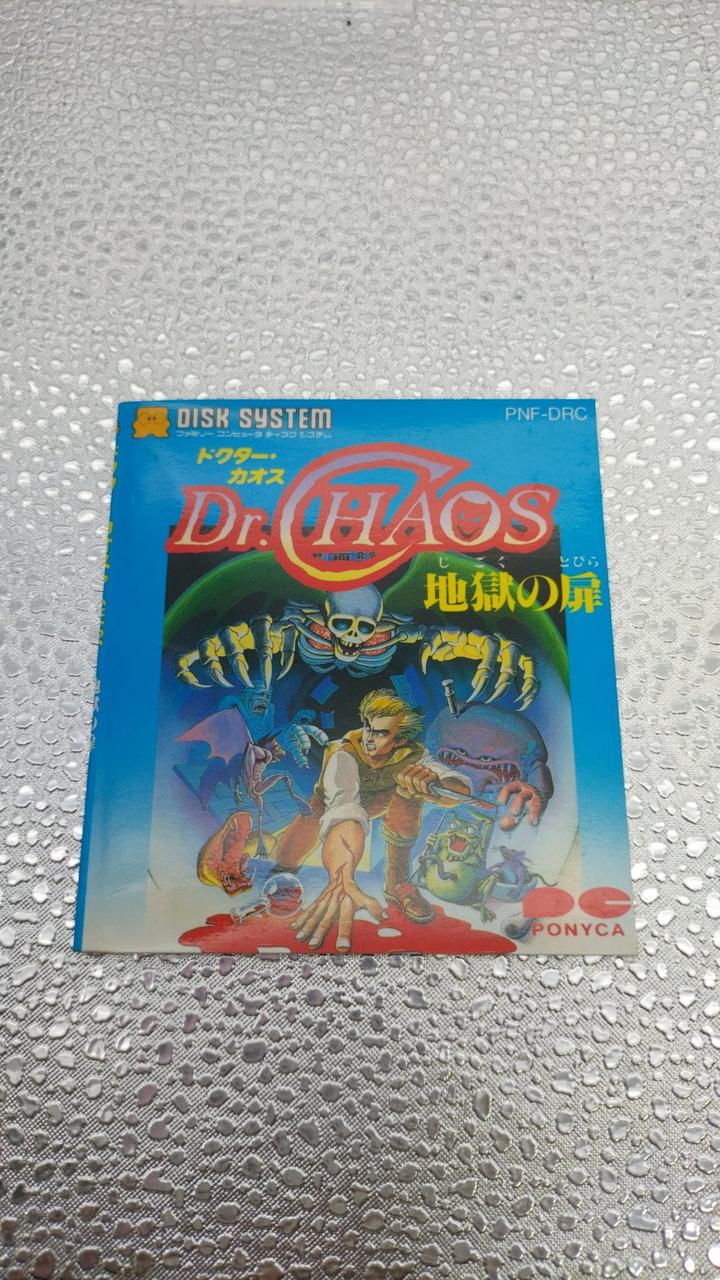 DISK SYSTEM
PNF-DRC
ファミリー コンピュータ ディスク システム
ドクター・
カオス
Dr. CHAOS
じごく とびら
地獄の扉
PC
PONYCA